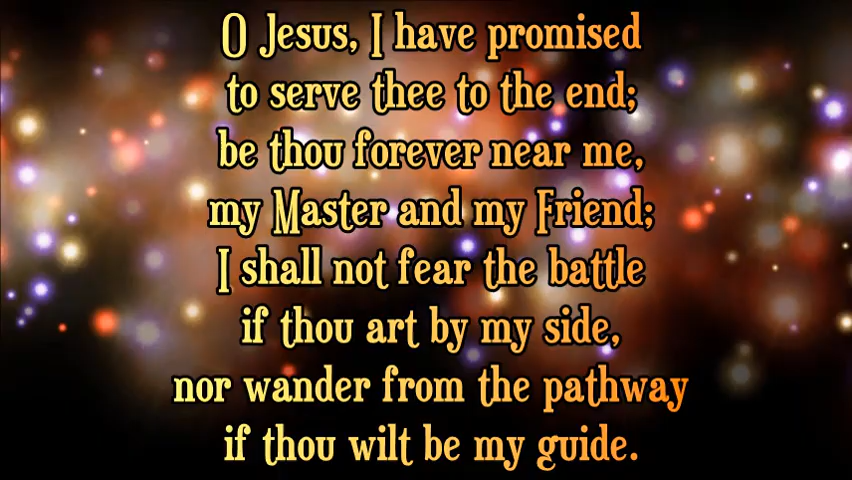 O Jesus, I have promised
to serve thee to the end;
be thou forever near me,
my Master and my Friend;
I shall not fear the battle
if thou art by my side,
nor wander from the pathway
if thou wilt be my guide.